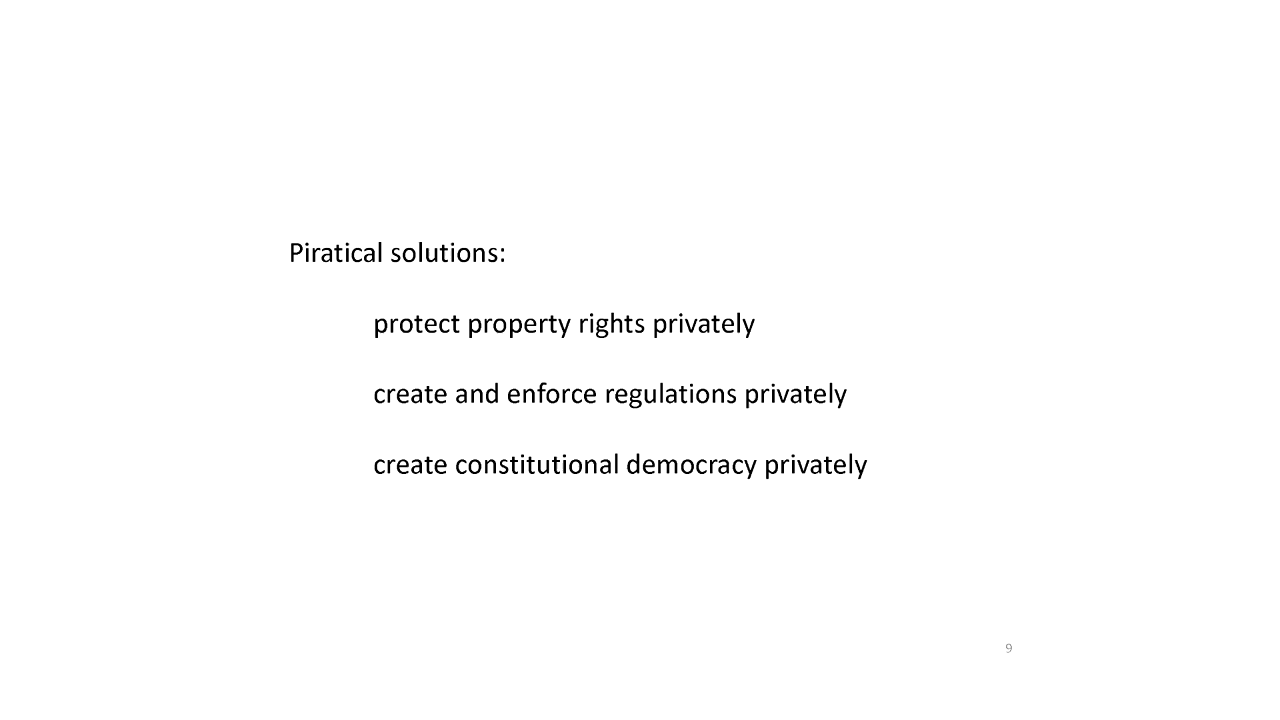 Piratical solutions:
protect property rights privately
create and enforce regulations privately
create constitutional democracy privately
9